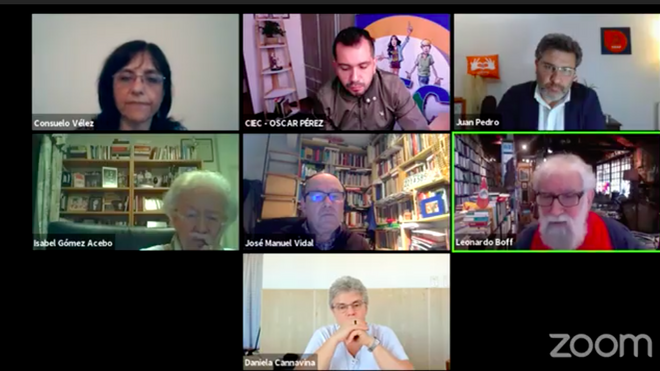 Consuelo Vélez
CIEC - OSCAR PÉREZ
Juan Pedro
Isabel Gómez Acebo
José Manuel Vidal
Leonardo Boff
Daniela Cannavina
zoom